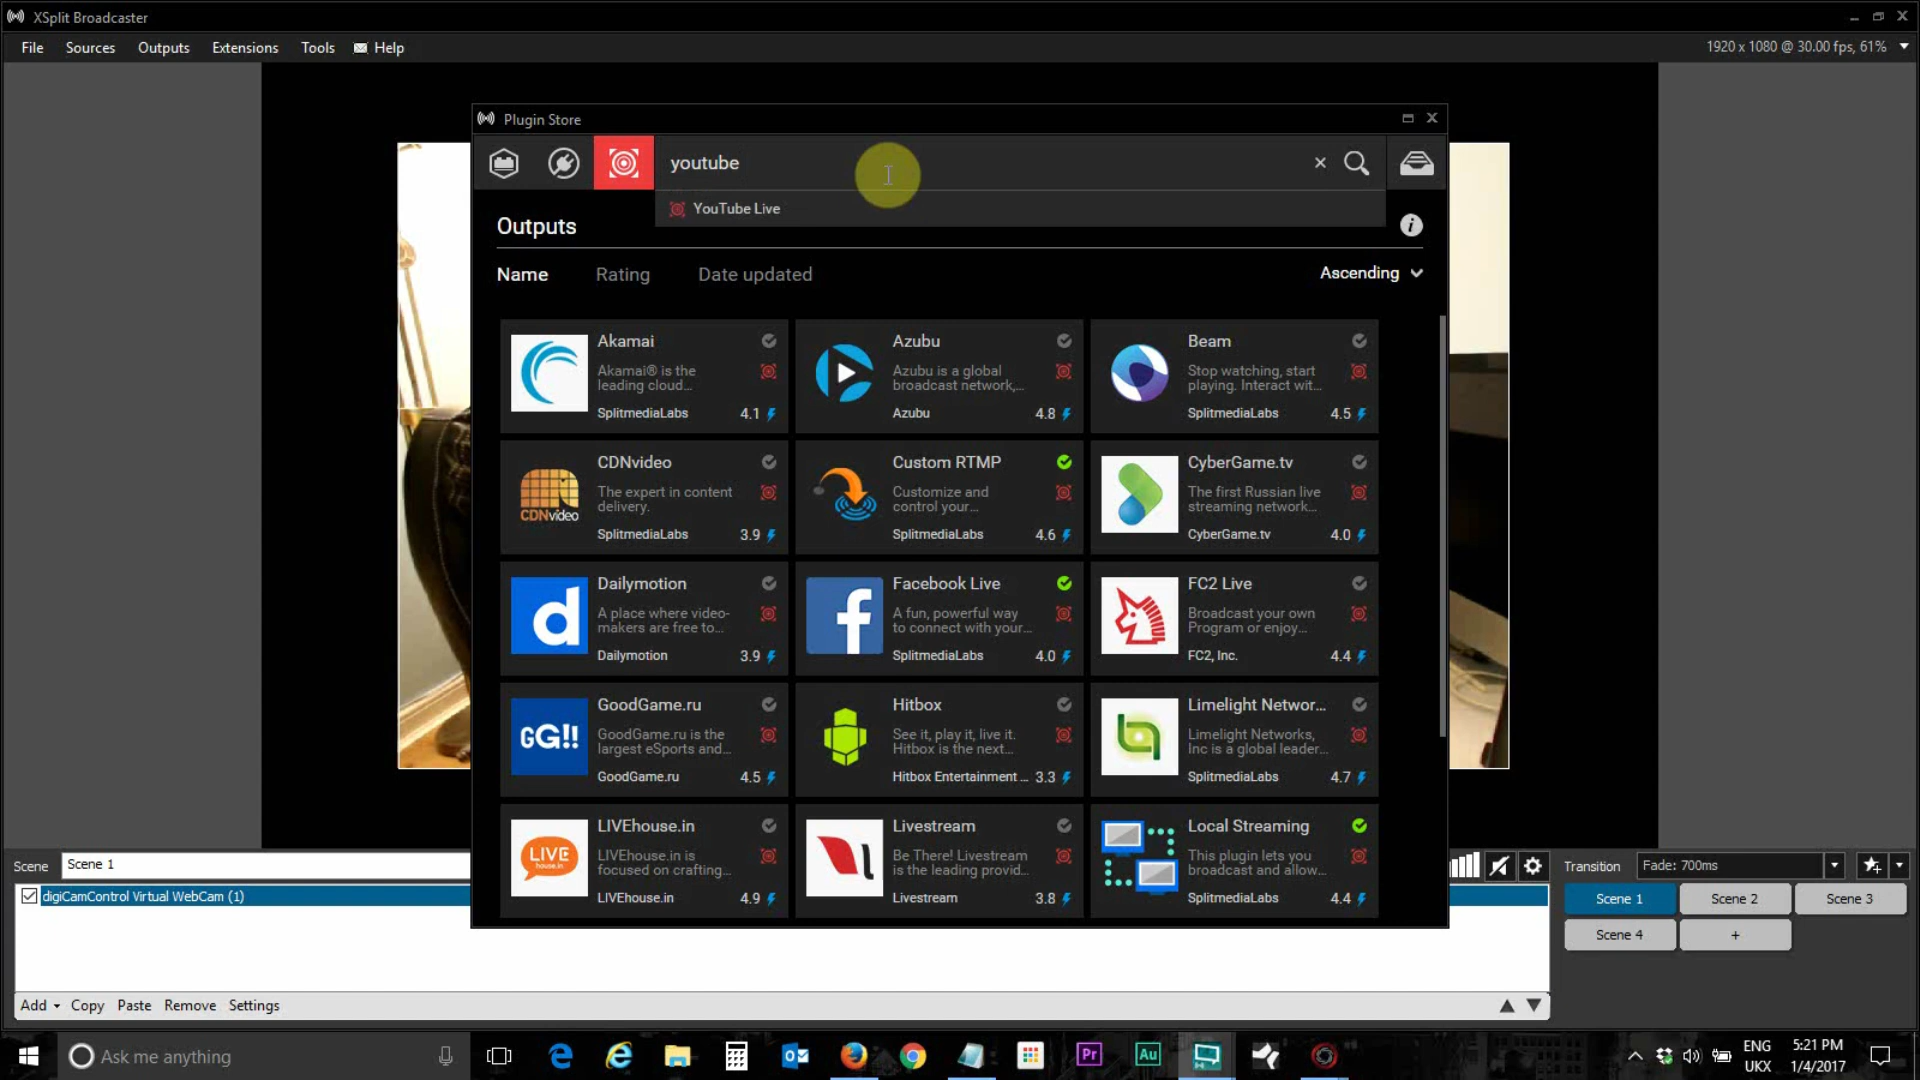 XSplit Broadcaster
File Sources Outputs Extensions Tools Help
1920 x 1080 @ 30.00 fps, 61%
Plugin Store
youtube
YouTube Live
Outputs
Name Rating Date updated Ascending
Akamai
Akamai® is the
leading cloud...
SplitmediaLabs 4.1
Azubu
Azubu is a global
broadcast network,...
Azubu 4.8
Beam
Stop watching, start
playing. Interact wit...
SplitmediaLabs 4.5
CDNvideo
CDNvideo
The expert in content
delivery.
SplitmediaLabs 3.9
Custom RTMP
Customize and
control your...
SplitmediaLabs 4.6
CyberGame.tv
The first Russian live
streaming network...
CyberGame.tv 4.0
d
Dailymotion
A place where video-
makers are free to...
Dailymotion 3.9
f
Facebook Live
A fun, powerful way
to connect with your...
SplitmediaLabs 4.0
FC2 Live
Broadcast your own
Program or enjoy...
FC2, Inc. 4.4
GG!!
GoodGame.ru
GoodGame.ru is the
largest eSports and...
GoodGame.ru 4.5
Hitbox
See it, play it, live it.
Hitbox is the next...
Hitbox Entertainment ... 3.3
Limelight Networ...
Limelight Networks,
Inc is a global leader...
SplitmediaLabs 4.7
LIVE
house.in
LIVEhouse.in
LIVEhouse.in is
focused on crafting...
LIVEhouse.in 4.9
Livestream
Be There! Livestream
is the leading provid...
Livestream 3.8
Local Streaming
This plugin lets you
broadcast and allow...
SplitmediaLabs 4.4
Scene Scene 1
digiCamControl Virtual WebCam (1)
Add Copy Paste Remove Settings
Transition Fade: 700ms
Scene 1 Scene 2 Scene 3
Scene 4 +
Ask me anything
Pr Au
ENG
UKX
5:21 PM
1/4/2017